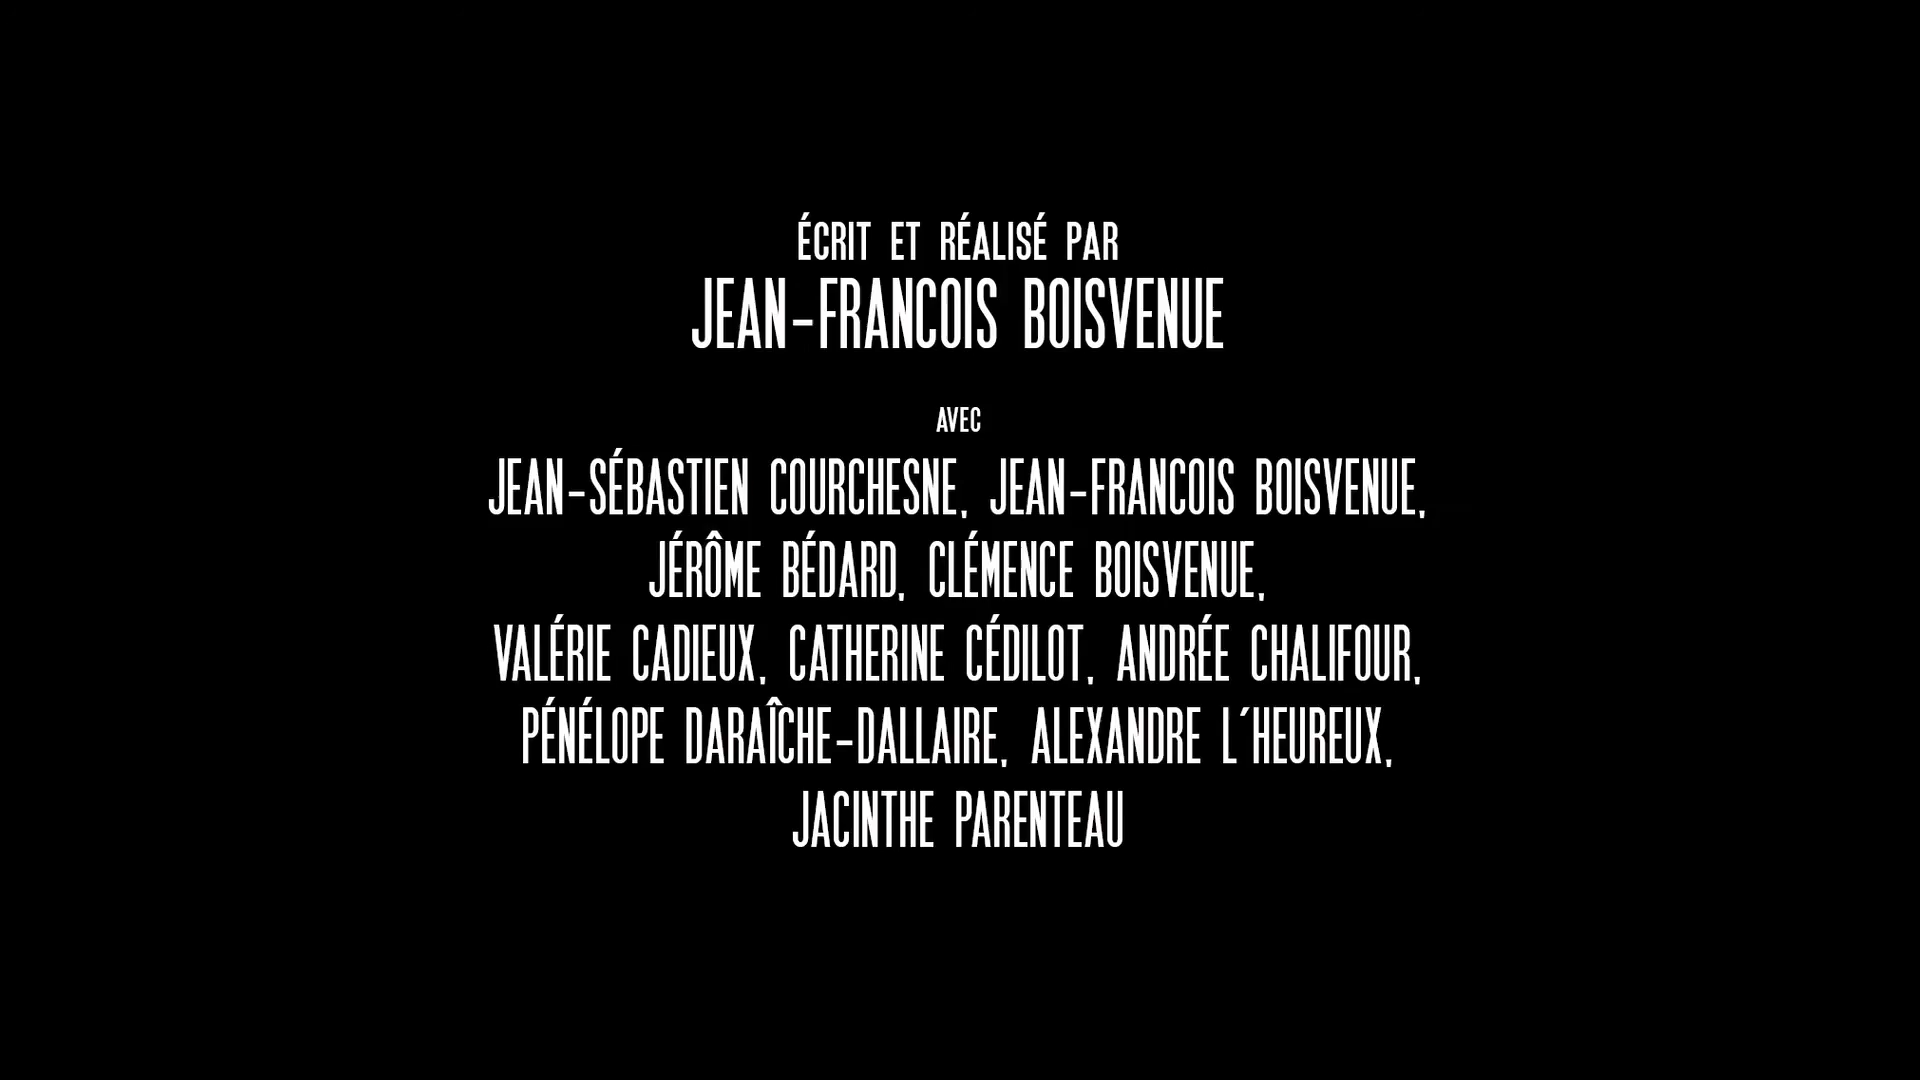 ÉCRIT ET RÉALISÉ PAR
JEAN-FRANCOIS BOISVENUE
AVEC
JEAN-SÉBASTIEN COURCHESNE, JEAN-FRANCOIS BOISVENUE,
JÉRÔME BÉDARD, CLÉMENCE BOISVENUE,
VALÉRIE CADIEUX, CATHERINE CÉDILOT, ANDRÉE CHALIFOUR,
PÉNÉLOPE DARAÎCHE-DALLAIRE, ALEXANDRE L'HEUREUX,
JACINTHE PARENTEAU